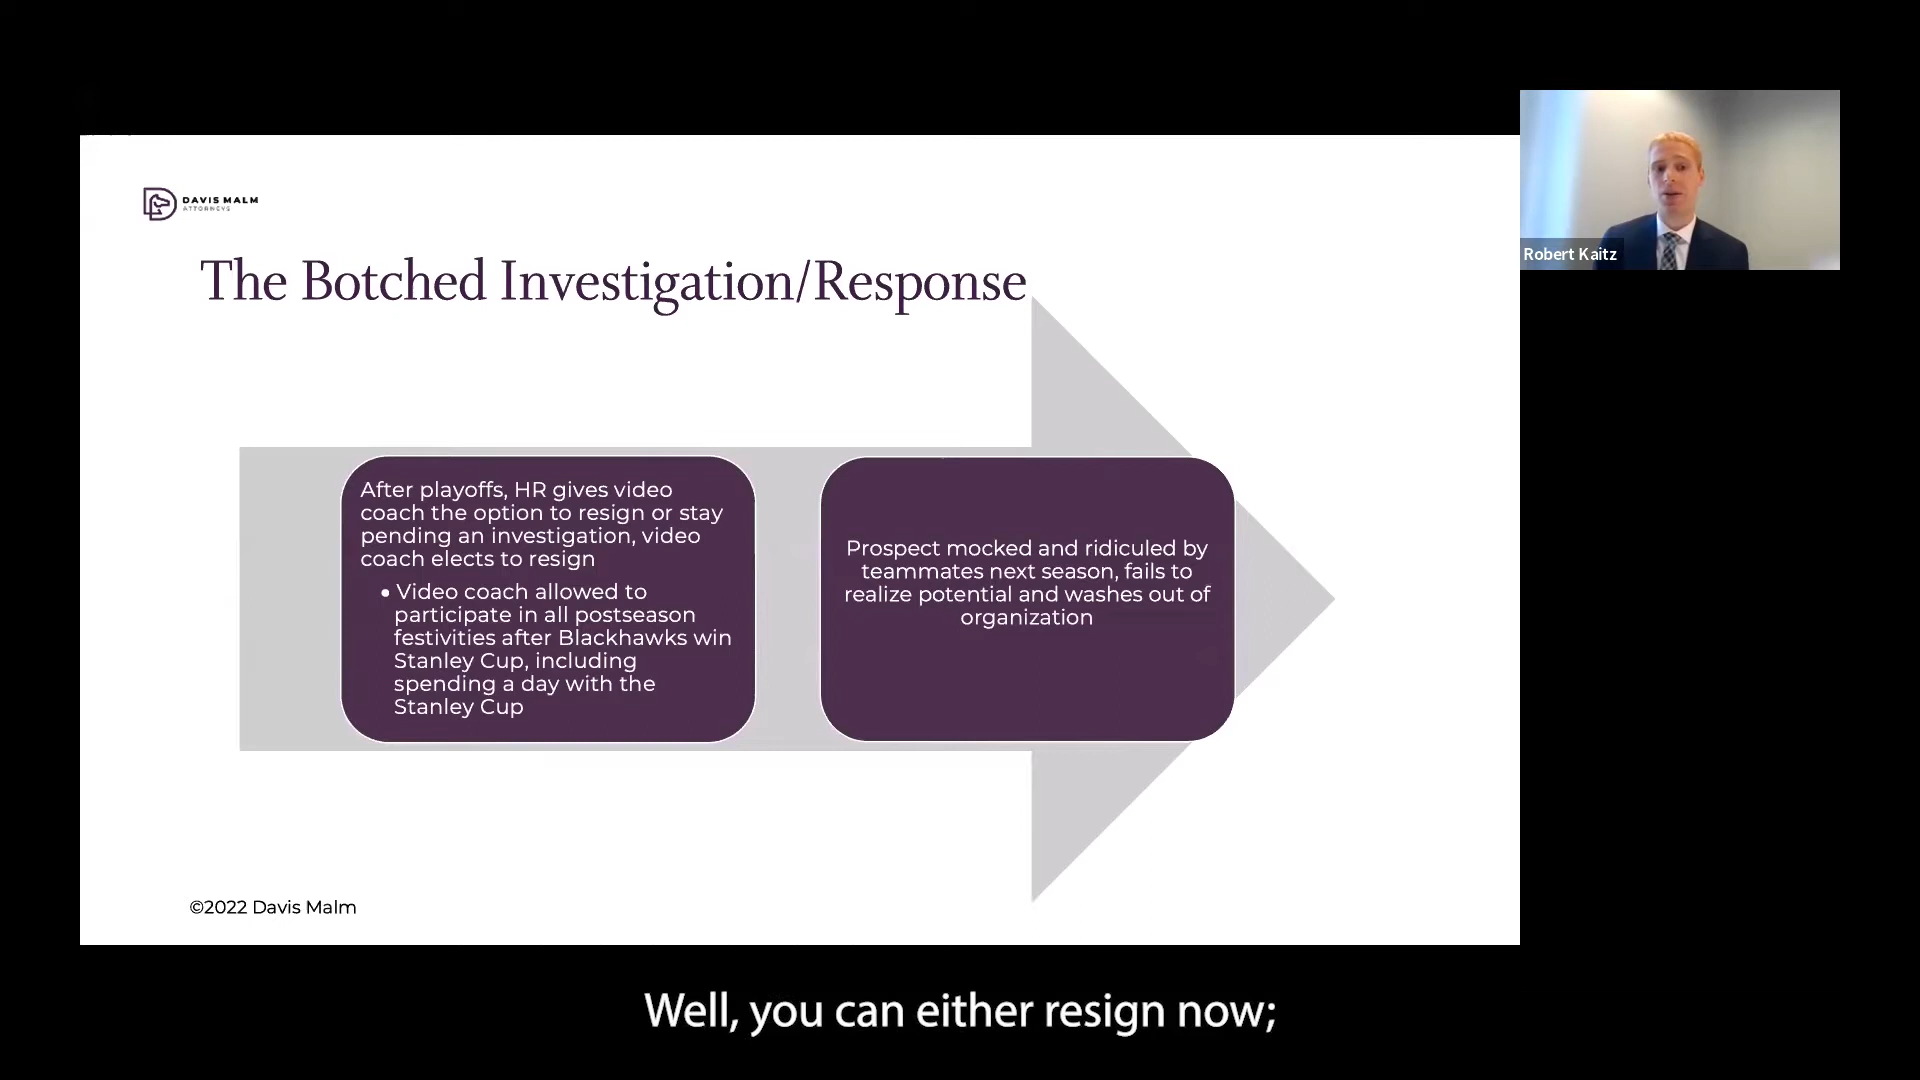 DAVIS MALM
ATTORNEYS
Robert Kaitz
The Botched Investigation/Response
After playoffs, HR gives video
coach the option to resign or stay
pending an investigation, video
coach elects to resign
• Video coach allowed to
participate in all postseason
festivities after Blackhawks win
Stanley Cup, including
spending a day with the
Stanley Cup
Prospect mocked and ridiculed by
teammates next season, fails to
realize potential and washes out of
organization
©2022 Davis Malm
Well, you can either resign now;